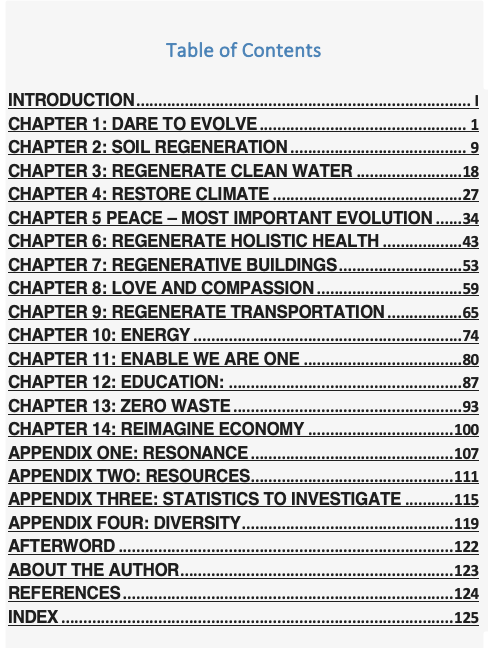 Table of Contents
INTRODUCTION.......................................................................... I
CHAPTER 1: DARE TO EVOLVE.............................................. 1
CHAPTER 2: SOIL REGENERATION....................................... 9
CHAPTER 3: REGENERATE CLEAN WATER ........................18
CHAPTER 4: RESTORE CLIMATE ..........................................27
CHAPTER 5 PEACE – MOST IMPORTANT EVOLUTION ......34
CHAPTER 6: REGENERATE HOLISTIC HEALTH .................43
CHAPTER 7: REGENERATIVE BUILDINGS...........................53
CHAPTER 8: LOVE AND COMPASSION................................59
CHAPTER 9: REGENERATE TRANSPORTATION.................65
CHAPTER 10: ENERGY ...........................................................74
CHAPTER 11: ENABLE WE ARE ONE ...................................80
CHAPTER 12: EDUCATION: ....................................................87
CHAPTER 13: ZERO WASTE...................................................93
CHAPTER 14: REIMAGINE ECONOMY ................................100
APPENDIX ONE: RESONANCE.............................................107
APPENDIX TWO: RESOURCES.............................................111
APPENDIX THREE: STATISTICS TO INVESTIGATE ...........115
APPENDIX FOUR: DIVERSITY...............................................119
AFTERWORD ..........................................................................122
ABOUT THE AUTHOR.............................................................123
REFERENCES.........................................................................124
INDEX ......................................................................................125